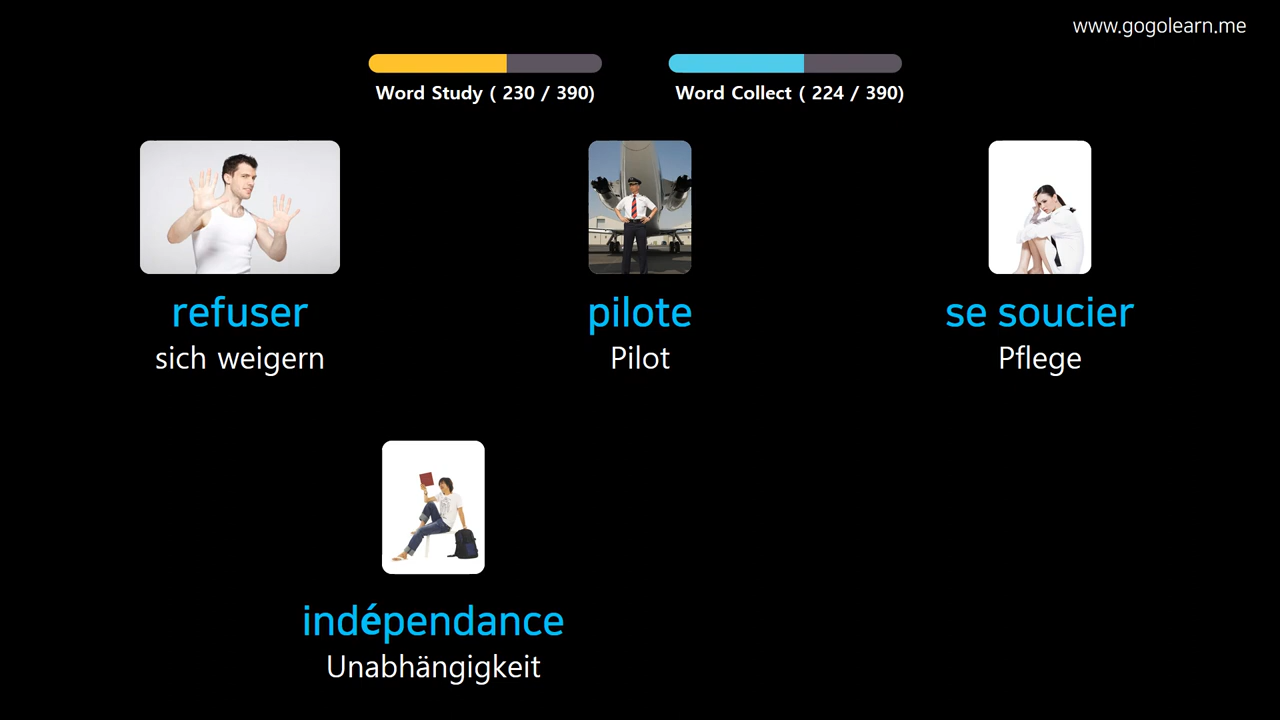 www.gogolearn.me
Word Study ( 230 / 390)
Word Collect ( 224 / 390)
refuser
sich weigern
pilote
Pilot
se soucier
Pflege
indépendance
Unabhängigkeit